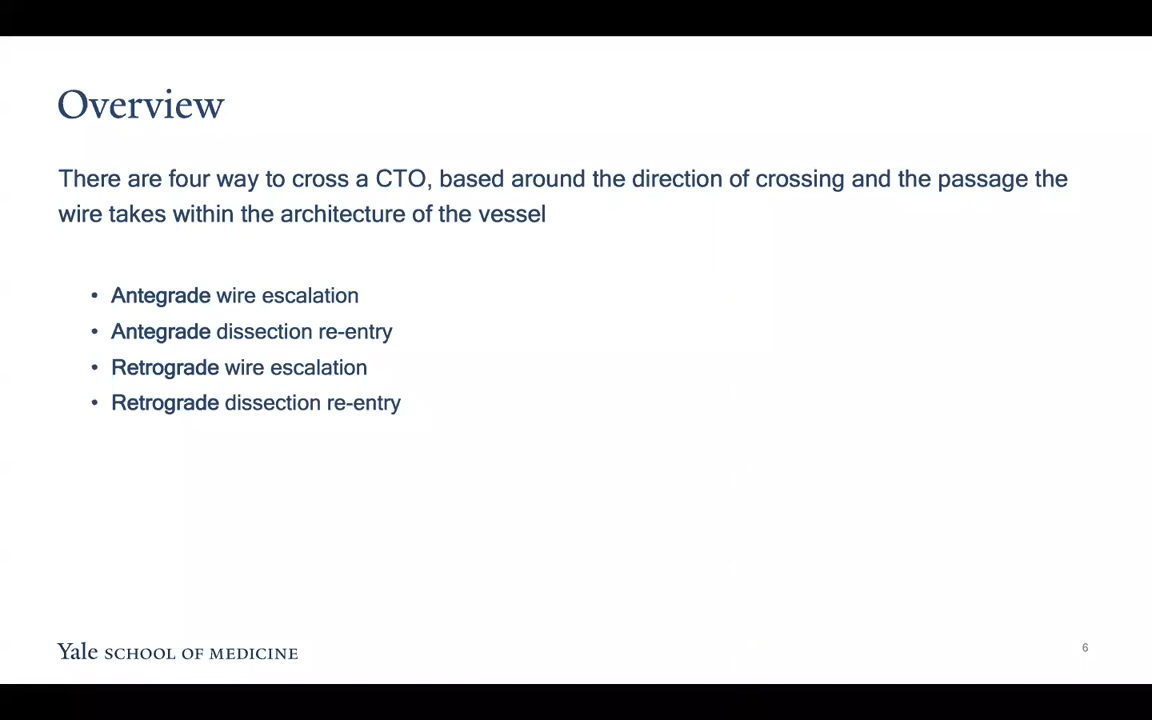 Overview
There are four way to cross a CTO, based around the direction of crossing and the passage the
wire takes within the architecture of the vessel
• Antegrade wire escalation
• Antegrade dissection re-entry
• Retrograde wire escalation
• Retrograde dissection re-entry
Yale SCHOOL OF MEDICINE
6